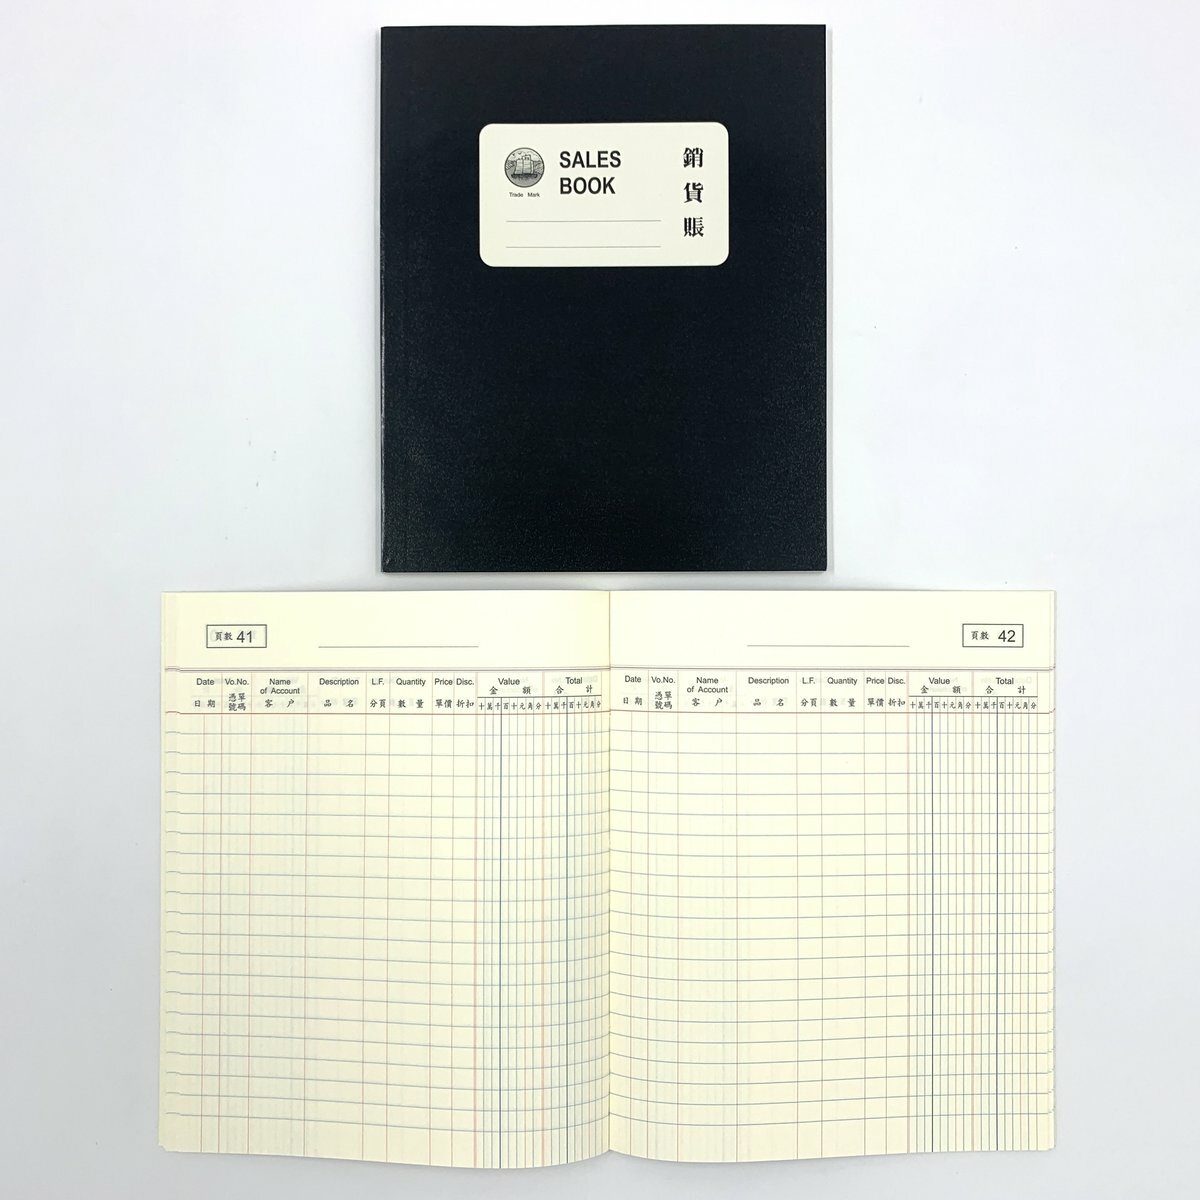 SALES
BOOK
Trade Mark
銷貨賬
頁數 41
Date Vo.No. Name of Account Description L.F. Quantity Price Disc. Value Total
日期 憑單號碼 客戶 品名 分頁 數量 單價 折扣 金額 合計
十萬千百十元角分 十萬千百十元角分
頁數 42
Date Vo.No. Name of Account Description L.F. Quantity Price Disc. Value Total
日期 憑單號碼 客戶 品名 分頁 數量 單價 折扣 金額 合計
十萬千百十元角分 十萬千百十元角分